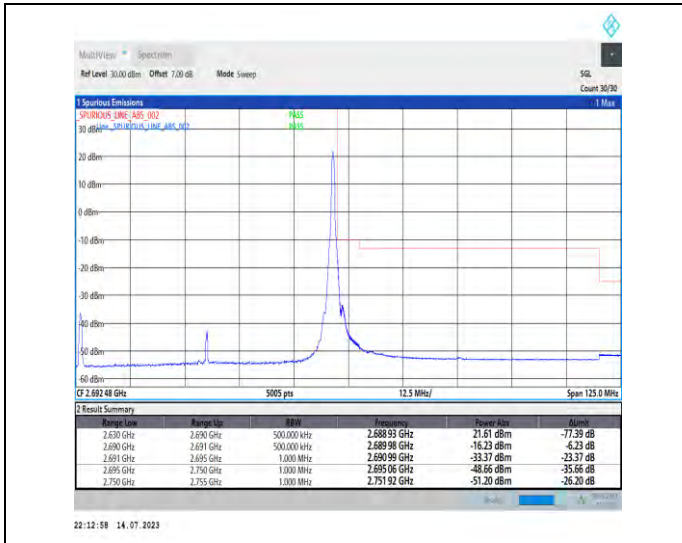 MultiView Spectrum
Ref Level 30.00 dBm Offset 7.09 dB Mode Sweep SGL
Count 30/30
1 Spurious Emissions 1 Max
_SPURIOUS_LINE_ABS_002 PASS
30 dBm Line _SPURIOUS_LINE_ABS_002 PASS
20 dBm
10 dBm
0 dBm
-10 dBm
-20 dBm
-30 dBm
-40 dBm
-50 dBm
-60 dBm
CF 2.692 48 GHz 5005 pts 12.5 MHz/ Span 125.0 MHz
2 Result Summary
Range Low Range Up RBW Frequency Power Abs ΔLimit
2.630 GHz 2.690 GHz 500.000 kHz 2.688 93 GHz 21.61 dBm -77.39 dB
2.690 GHz 2.691 GHz 500.000 kHz 2.689 98 GHz -16.23 dBm -6.23 dB
2.691 GHz 2.695 GHz 1.000 MHz 2.690 99 GHz -33.37 dBm -23.37 dB
2.695 GHz 2.750 GHz 1.000 MHz 2.695 06 GHz -48.66 dBm -35.66 dB
2.750 GHz 2.755 GHz 1.000 MHz 2.751 92 GHz -51.20 dBm -26.20 dB
22:12:58 14.07.2023